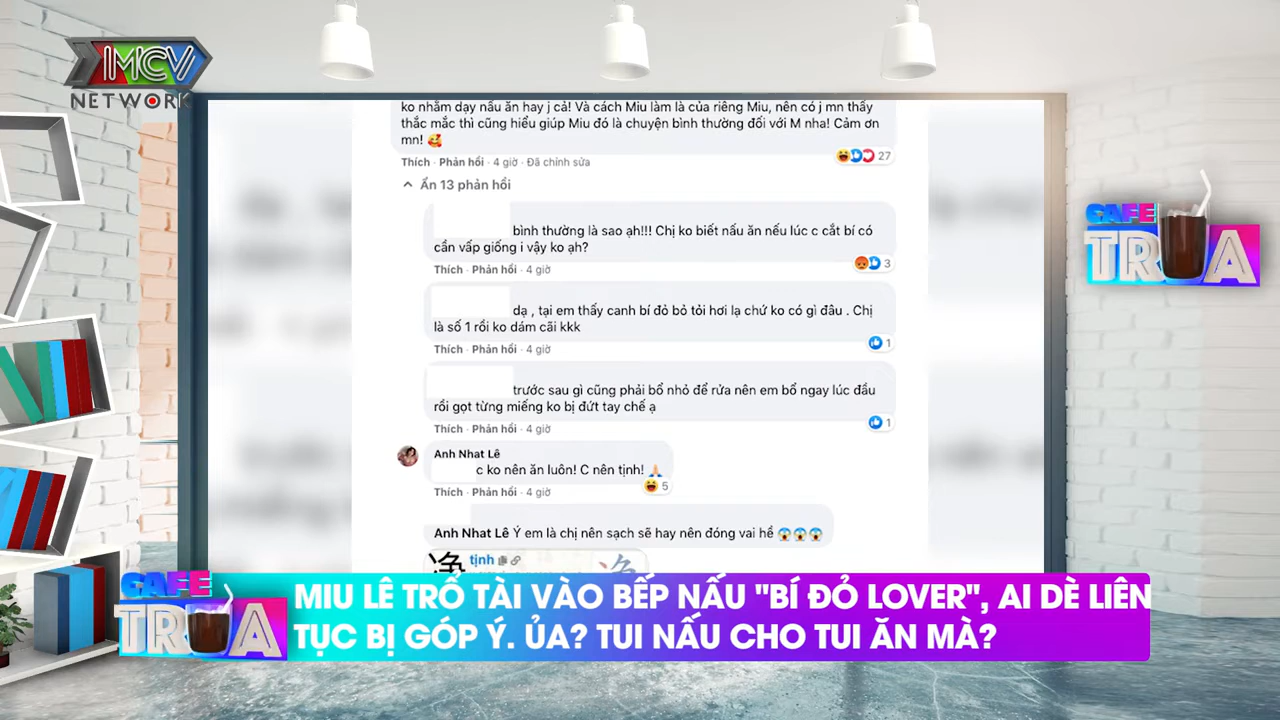 MCV
NETWORK
ko nhằm dạy nấu ăn hay j cả! Và cách Miu làm là của riêng Miu, nên có j mn thấy
thắc mắc thì cũng hiểu giúp Miu đó là chuyện bình thường đối với M nha! Cảm ơn
mn! 🥰
Thích · Phản hồi · 4 giờ · Đã chỉnh sửa
27
Ẩn 13 phản hồi
bình thường là sao ạh!!! Chị ko biết nấu ăn nếu lúc c cắt bí có
cần vấp giống i vậy ko ạh?
Thích · Phản hồi · 4 giờ
3
dạ , tại em thấy canh bí đỏ bỏ tỏi hơi lạ chứ ko có gì đâu . Chị
là số 1 rồi ko dám cãi kkk
Thích · Phản hồi · 4 giờ
1
trước sau gì cũng phải bổ nhỏ để rửa nên em bổ ngay lúc đầu
rồi gọt từng miếng ko bị đứt tay chế ạ
Thích · Phản hồi · 4 giờ
1
Anh Nhat Lê
c ko nên ăn luôn! C nên tịnh! 🙏
Thích · Phản hồi · 4 giờ
5
Anh Nhat Lê Ý em là chị nên sạch sẽ hay nên đóng vai hề 😱😱😱
净 tịnh
CAFE
TRƯA
CAFE
TRƯA
MIU LÊ TRỔ TÀI VÀO BẾP NẤU "BÍ ĐỎ LOVER", AI DÈ LIÊN
TỤC BỊ GÓP Ý. ỦA? TUI NẤU CHO TUI ĂN MÀ?